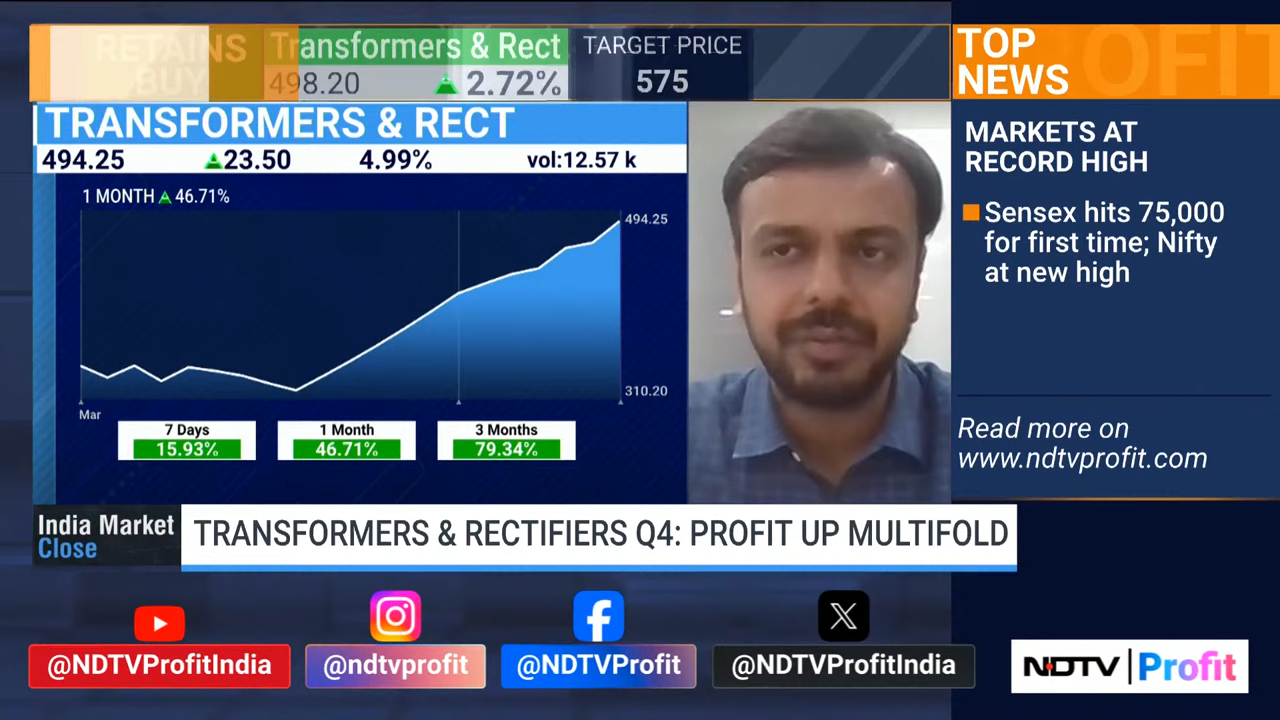 RETAINS
BUY
Transformers & Rect
498.20 2.72%
TARGET PRICE
575
TOP
NEWS
TRANSFORMERS & RECT
494.25 23.50 4.99% vol:12.57 k
1 MONTH 46.71%
494.25
310.20
Mar
7 Days
15.93%
1 Month
46.71%
3 Months
79.34%
MARKETS AT
RECORD HIGH
Sensex hits 75,000
for first time; Nifty
at new high
Read more on
www.ndtvprofit.com
India Market
Close
TRANSFORMERS & RECTIFIERS Q4: PROFIT UP MULTIFOLD
@NDTVProfitIndia
@ndtvprofit
@NDTVProfit
@NDTVProfitIndia
NDTV Profit